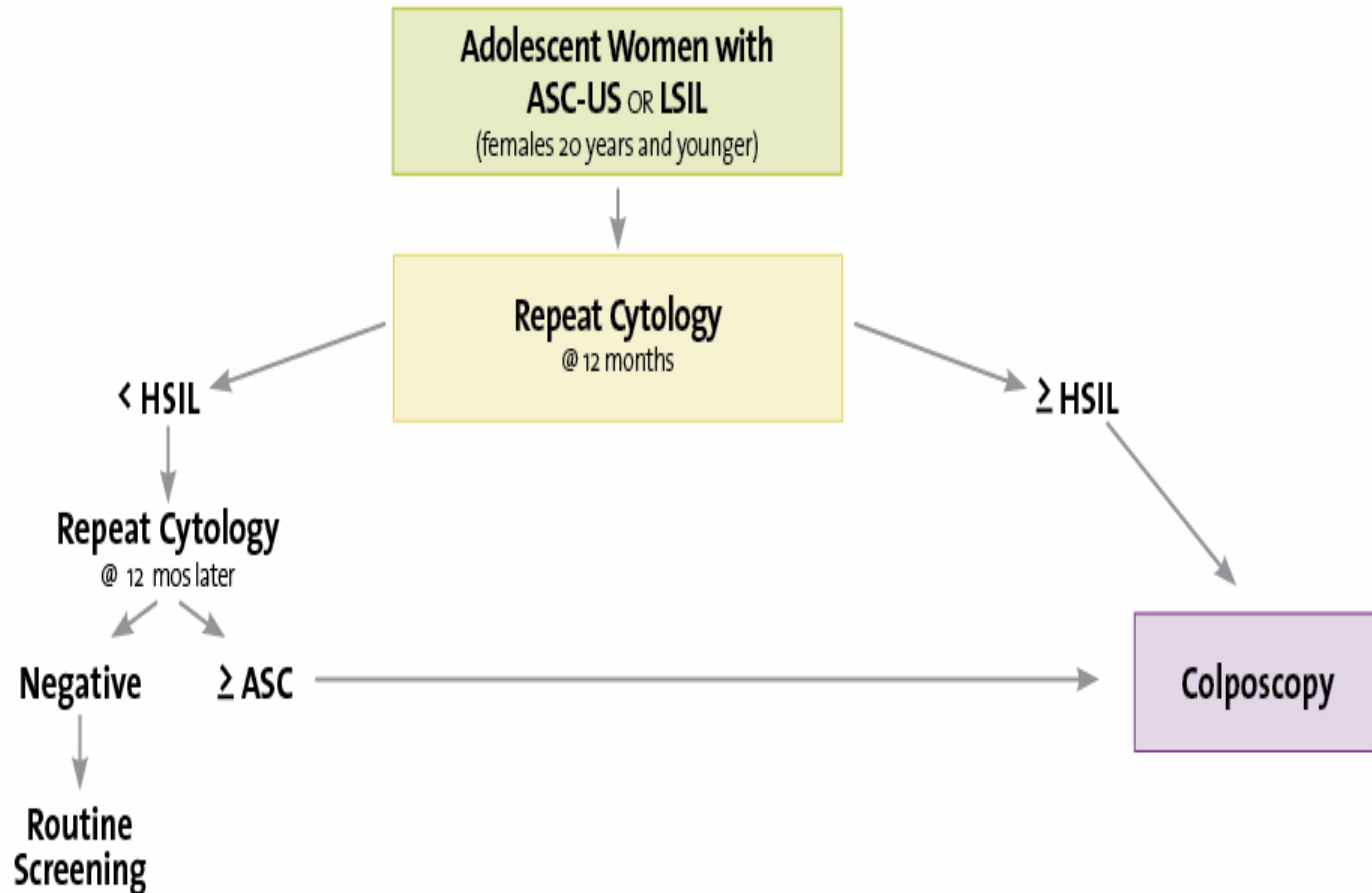 Adolescent Women with
ASC-US OR LSIL
(females 20 years and younger)
Repeat Cytology
@ 12 months
< HSIL
≥ HSIL
Repeat Cytology
@ 12 mos later
Negative
≥ ASC
Colposcopy
Routine
Screening